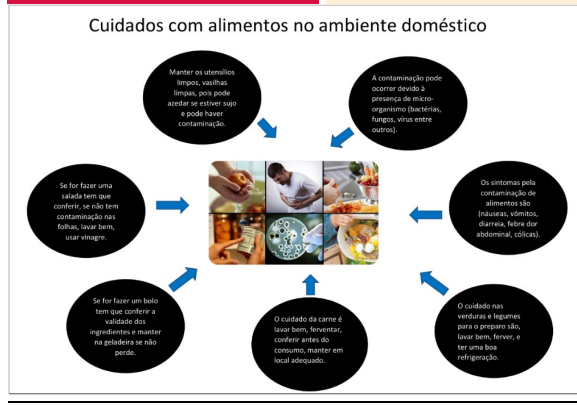 Cuidados com alimentos no ambiente doméstico
Manter os utensílios
limpos, vasilhas
limpas, pois pode
azedar se estiver sujo
e pode haver
contaminação.
A contaminação pode
ocorrer devido à
presença de micro-
organismo (bactérias,
fungos, vírus entre
outros).
Se for fazer uma
salada tem que
conferir, se não tem
contaminação nas
folhas, lavar bem,
usar vinagre.
Os sintomas pela
contaminação de
alimentos são
(náuseas, vômitos,
diarreia, febre dor
abdominal, cólicas).
Se for fazer um bolo
tem que conferir a
validade dos
ingredientes e manter
na geladeira se não
perde.
O cuidado da carne é
lavar bem, ferventar,
conferir antes do
consumo, manter em
local adequado.
O cuidado nas
verduras e legumes
para o preparo são,
lavar bem, ferver, e
ter uma boa
refrigeração.